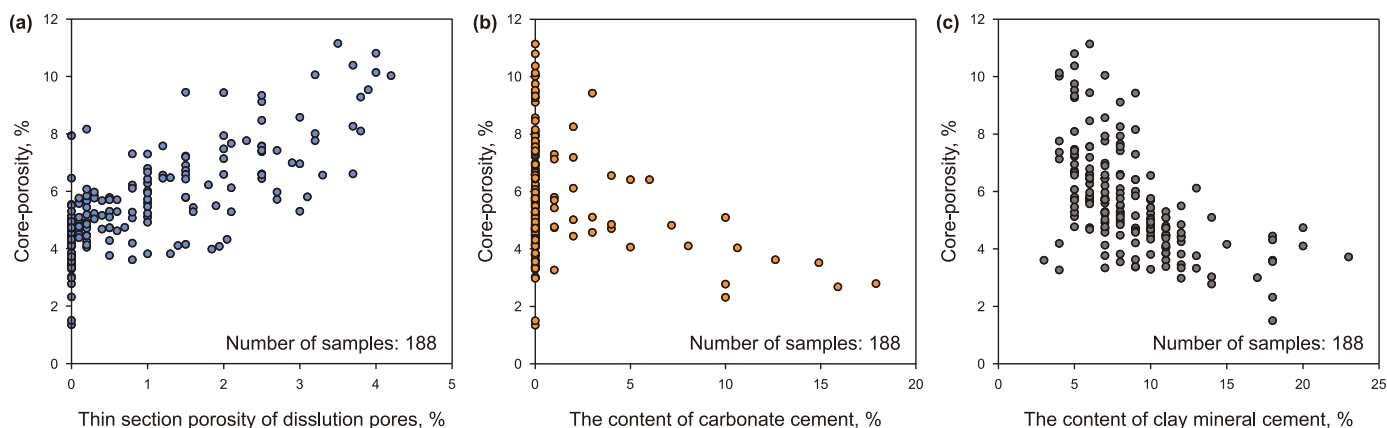 (a)
12
10
8
6
4
2
0
Core-porosity, %
Number of samples: 188
0 1 2 3 4 5
Thin section porosity of disslution pores, %
(b)
12
10
8
6
4
2
0
Core-porosity, %
Number of samples: 188
0 5 10 15 20
The content of carbonate cement, %
(c)
12
10
8
6
4
2
0
Core-porosity, %
Number of samples: 188
0 5 10 15 20 25
The content of clay mineral cement, %